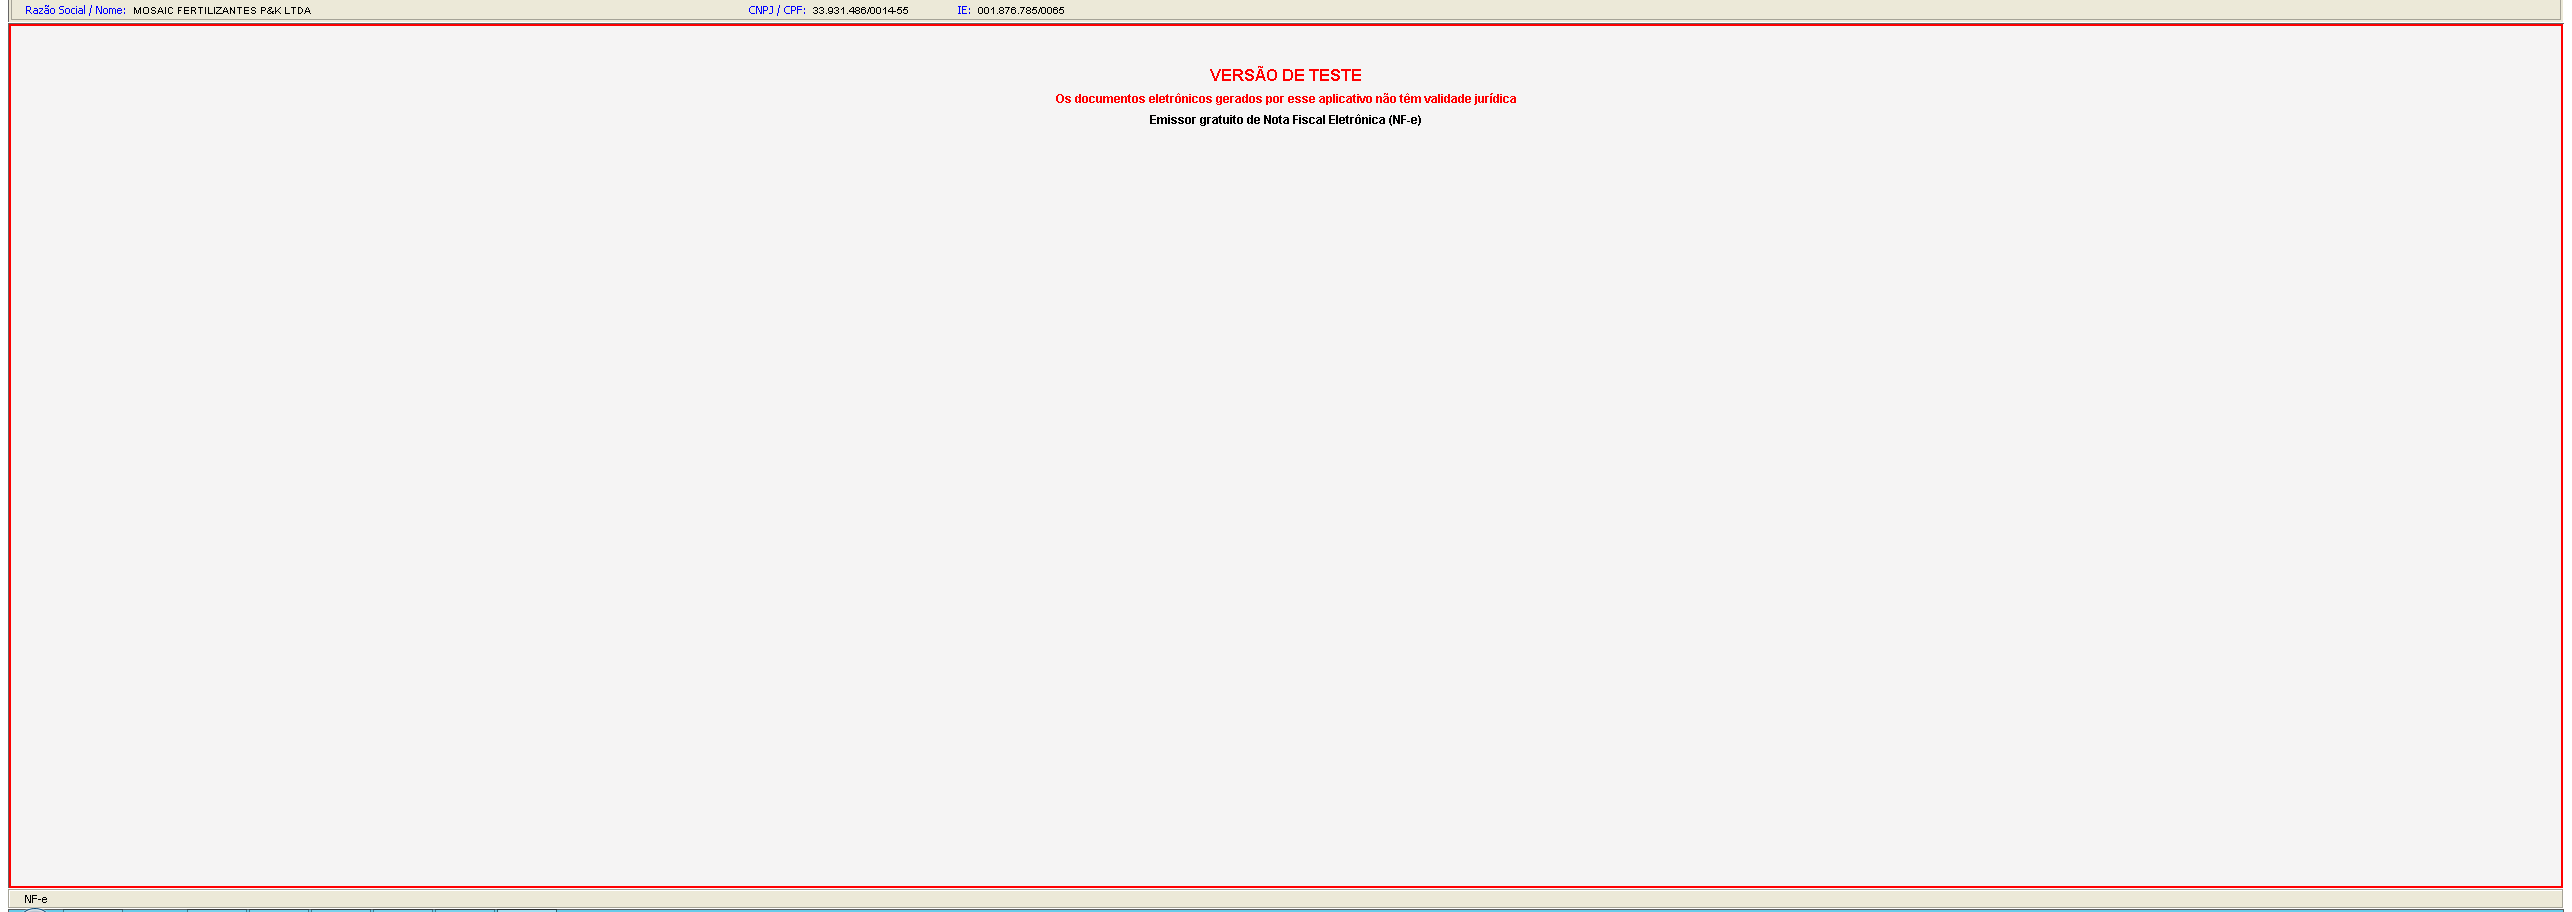 Razão Social / Nome: MOSAIC FERTILIZANTES P&K LTDA CNPJ / CPF: 33.931.486/0014-55 IE: 001.876.785/0065
VERSÃO DE TESTE
Os documentos eletrônicos gerados por esse aplicativo não têm validade jurídica
Emissor gratuito de Nota Fiscal Eletrônica (NF-e)
NF-e